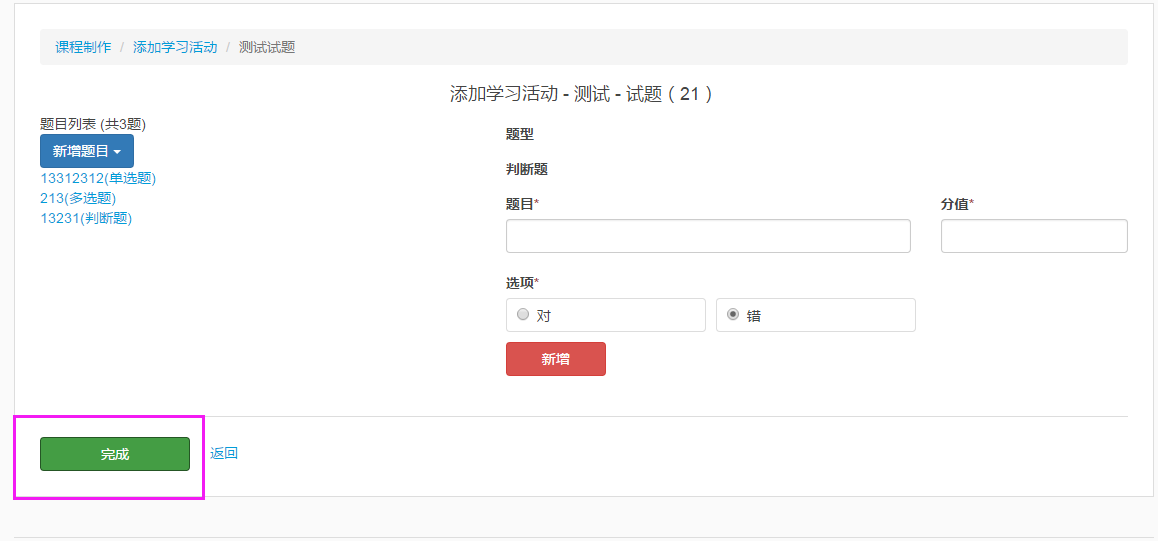 课程制作 / 添加学习活动 / 测试试题
添加学习活动 - 测试 - 试题 ( 21 )
题目列表 (共3题)
新增题目
13312312(单选题)
213(多选题)
13231(判断题)
题型
判断题
题目*
分值*
选项*
对
错
新增
完成
返回